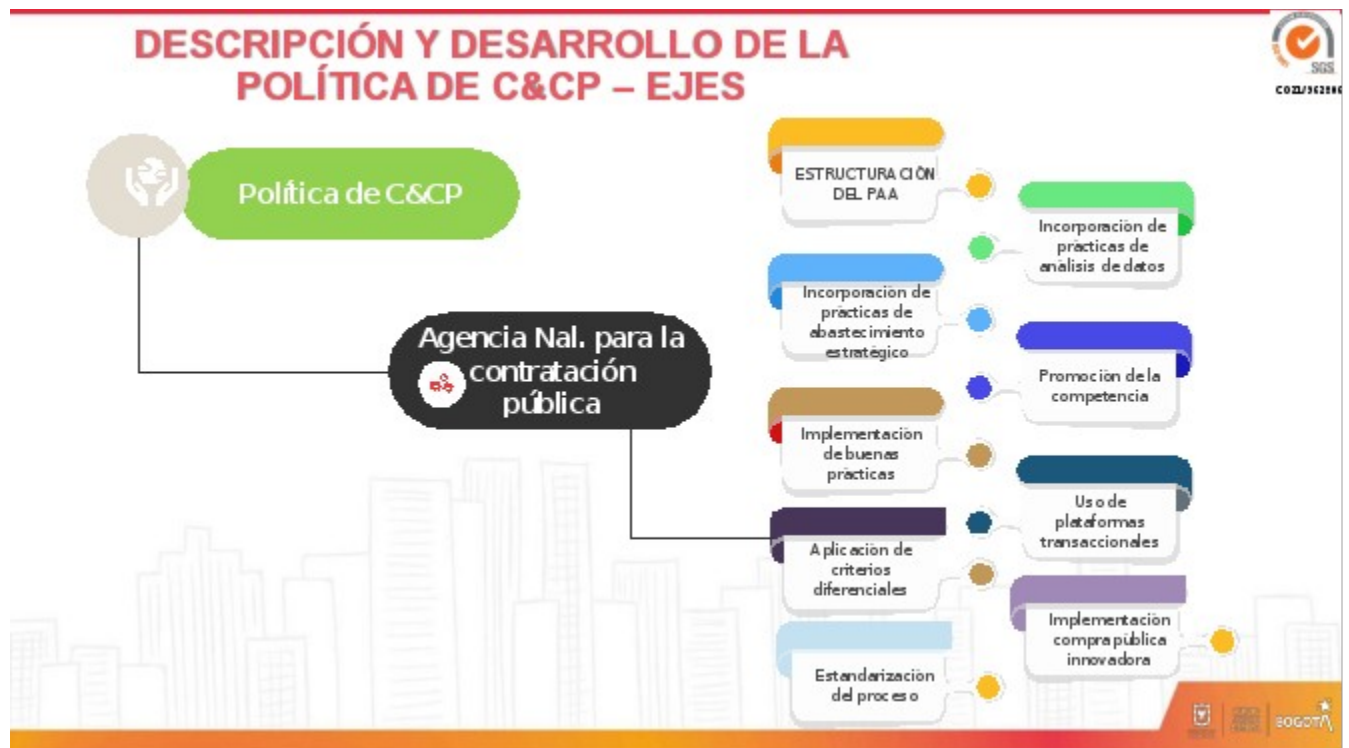 DESCRIPCIÓN Y DESARROLLO DE LA
POLÍTICA DE C&CP – EJES
SGS
Política de C&CP
Agencia Nal. para la
contratación
pública
ESTRUCTURACIÓN
DEL PAA
Incorporación de
prácticas de
análisis de datos
Incorporación de
prácticas de
abastecimiento
estratégico
Promoción de la
competencia
Implementación
de buenas
prácticas
Uso de
plataformas
transaccionales
Aplicación de
criterios
diferenciales
Implementación
compra pública
innovadora
Estandarización
del proceso
BOGOTÁ